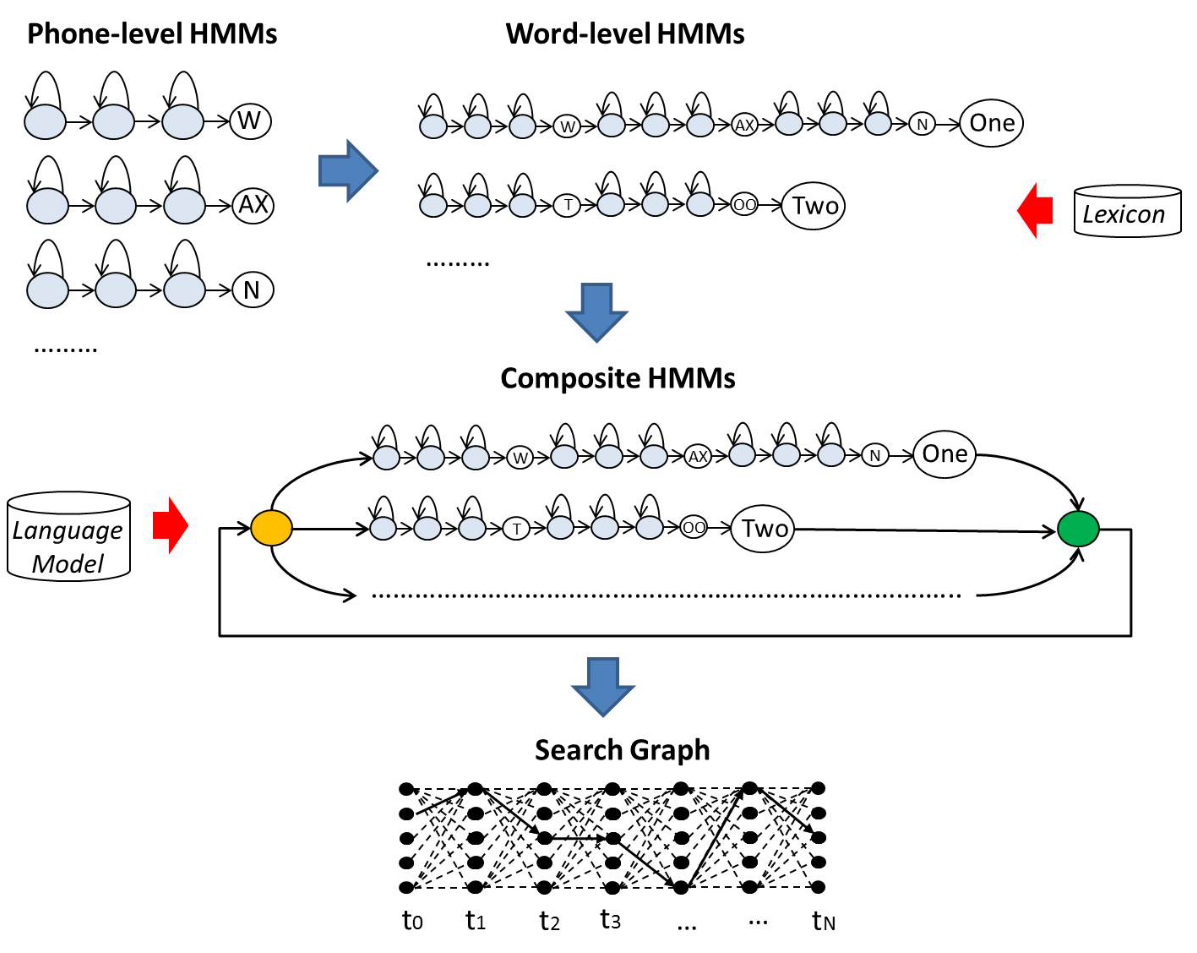 Phone-level HMMs
Word-level HMMs
W
AX
N
.........
W AX N One
T OO Two
.........
Lexicon
Composite HMMs
W AX N One
Language
Model
T OO Two
..........................................................................
Search Graph
t0 t1 t2 t3 ... ... tN